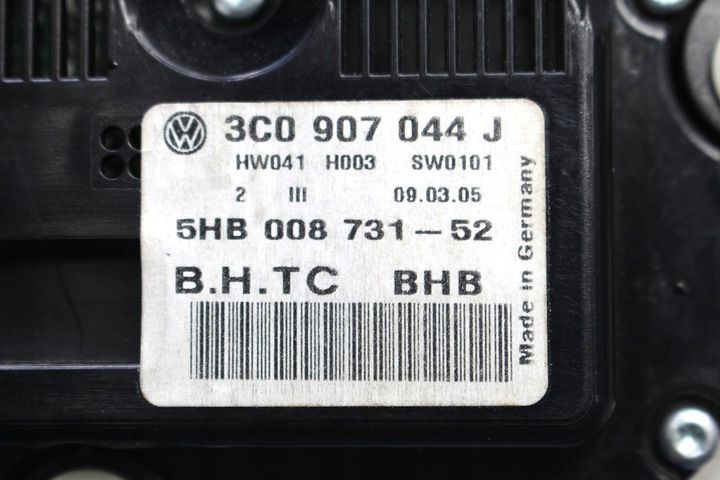 3C0 907 044 J
HW041 H003 SW0101
2 III 09.03.05
5HB 008 731-52
B.H.TC BHB
Made in Germany